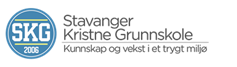 SKG
2006
Stavanger
Kristne Grunnskole
Kunnskap og vekst i et trygt miljø